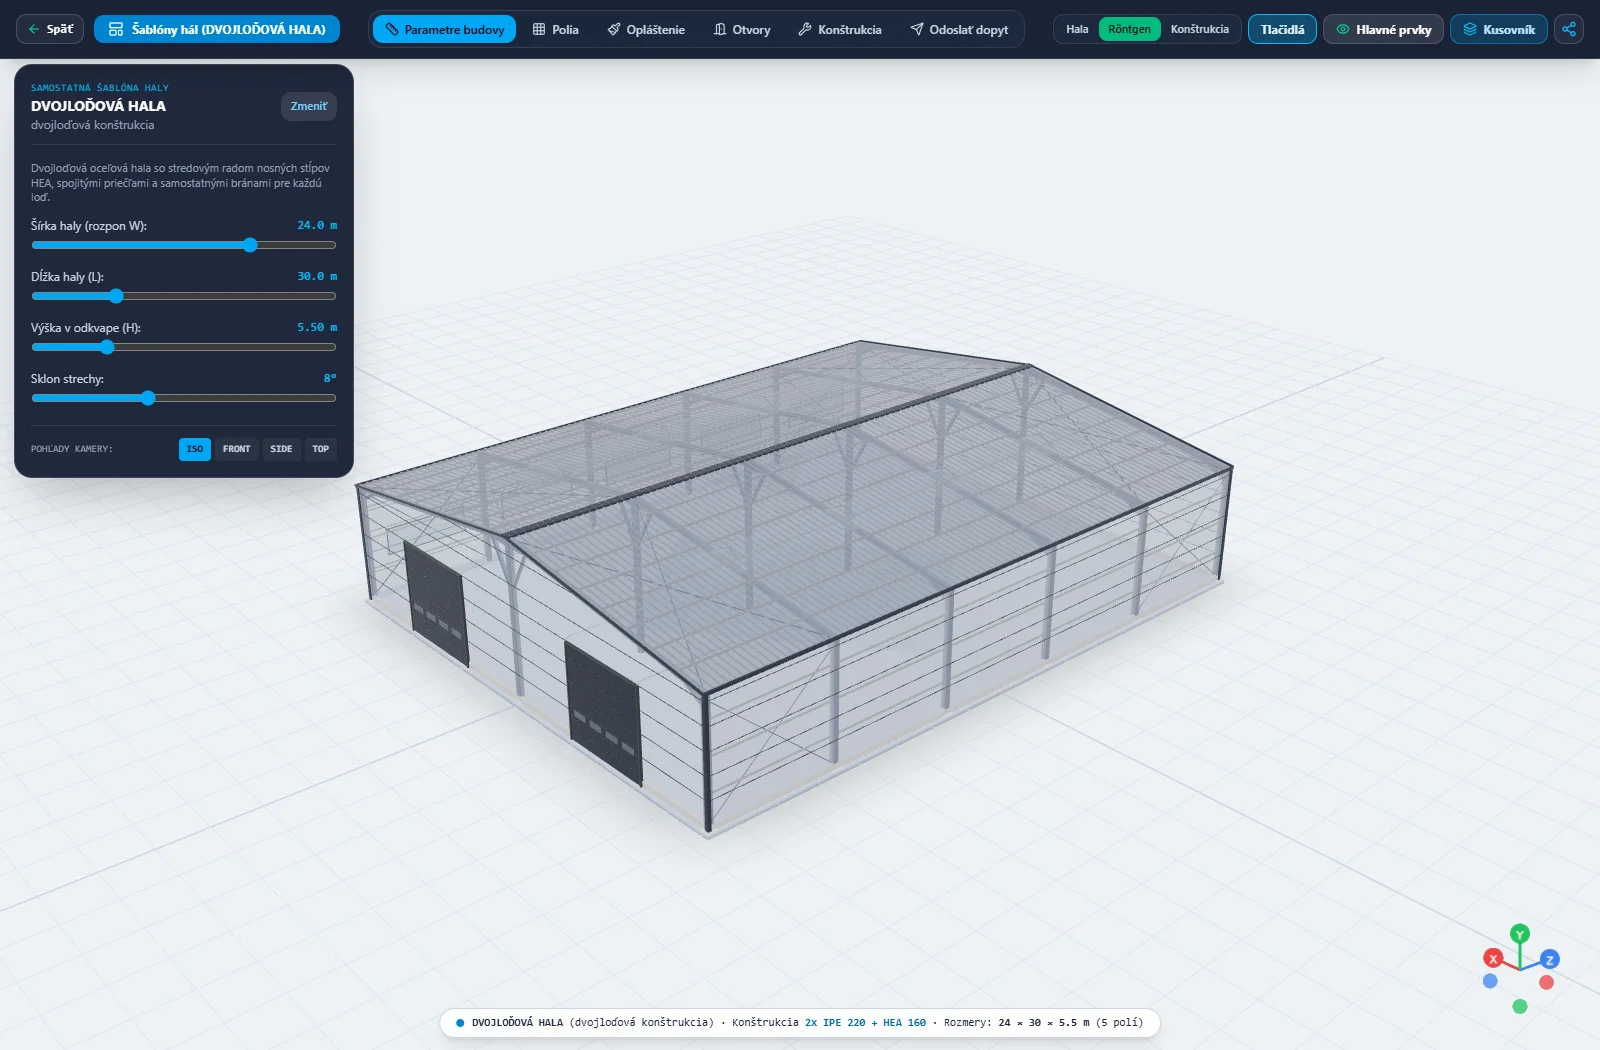 Späť
Šablóny hál (DVOJLOĎOVÁ HALA)
Parametre budovy
Polia
Opláštenie
Otvory
Konštrukcia
Odoslať dopyt
Hala
Röntgen
Konštrukcia
Tlačidlá
Hlavné prvky
Kusovník
SAMOSTATNÁ ŠABLÓNA HALY
DVOJLOĎOVÁ HALA
dvojloďová konštrukcia
Zmeniť
Dvojloďová oceľová hala so stredovým radom nosných stĺpov
HEA, spojitými priečľami a samostatnými bránami pre každú
loď.
Šírka haly (rozpon W): 24.0 m
Dĺžka haly (L): 30.0 m
Výška v odkvape (H): 5.50 m
Sklon strechy: 8°
POHĽADY KAMERY: ISO FRONT SIDE TOP
Y
X
Z
DVOJLOĎOVÁ HALA (dvojloďová konštrukcia) · Konštrukcia 2X IPE 220 + HEA 160 · Rozmery: 24 × 30 × 5.5 m (5 polí)